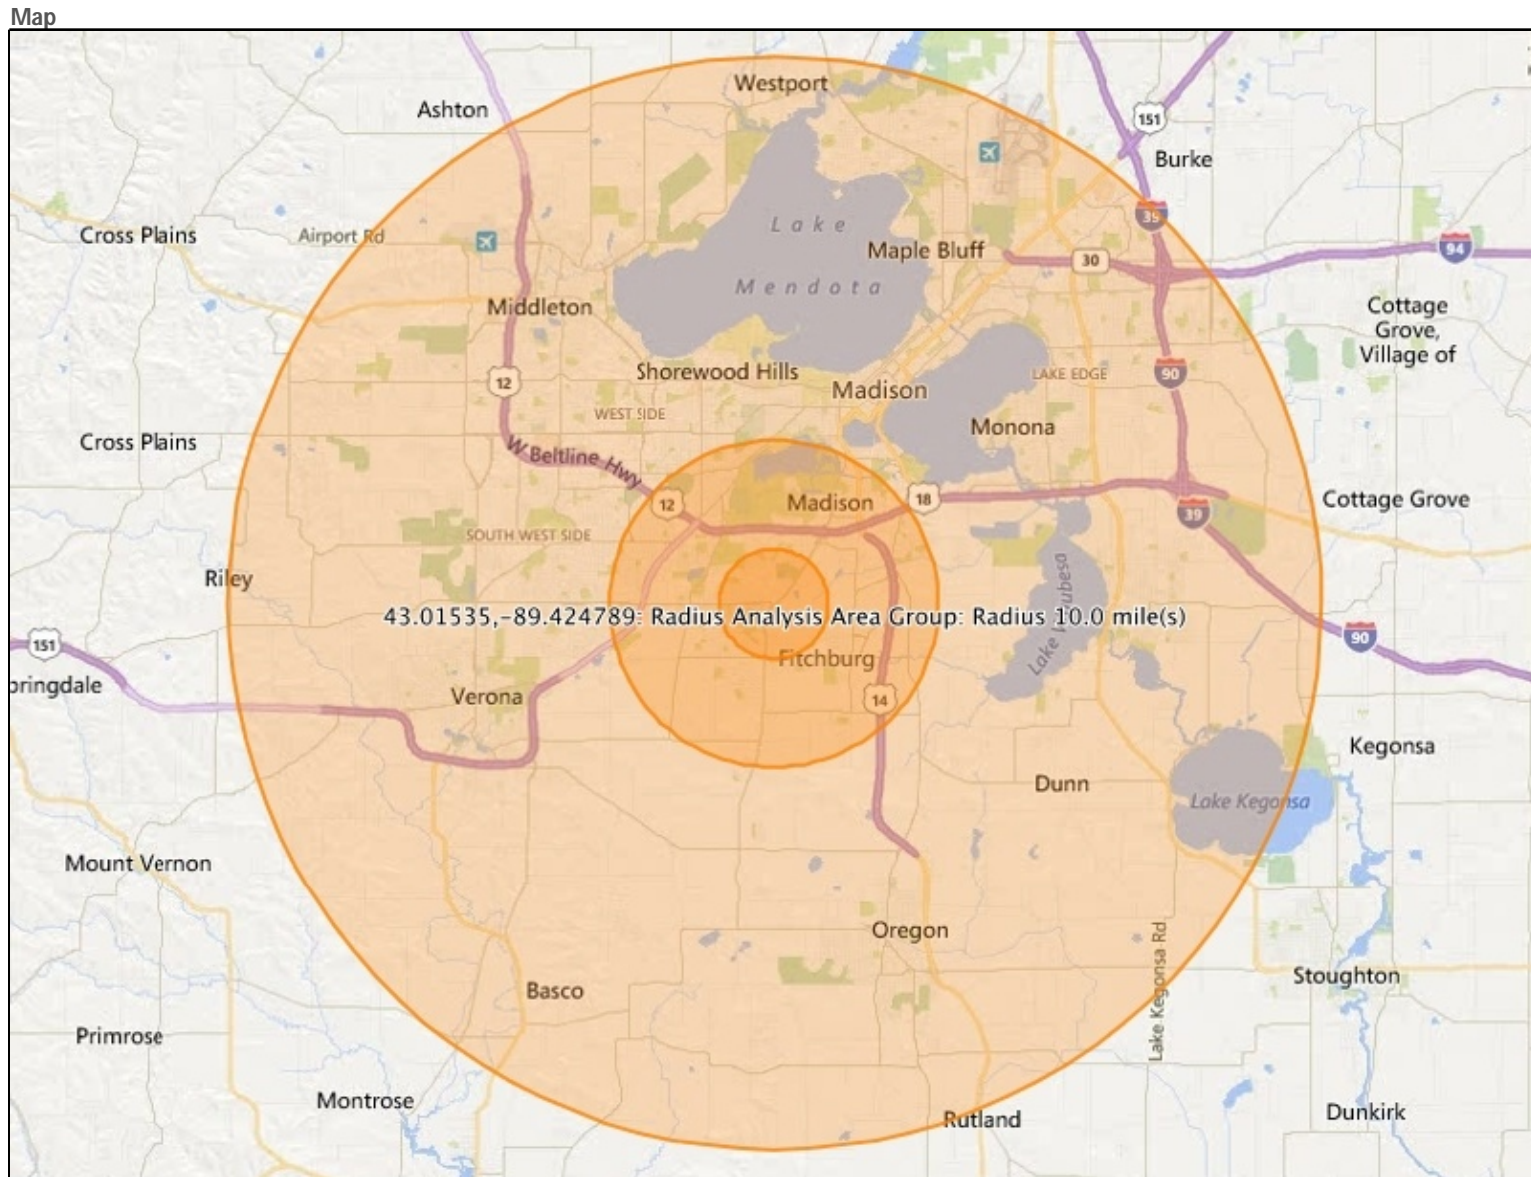 Map
Westport
Ashton
151
Burke
39
Lake
Mendota
Cross Plains
Airport Rd
Maple Bluff
30
94
Middleton
Cottage
Grove,
Village of
Shorewood Hills
12
Madison
LAKE EDGE
90
WEST SIDE
Monona
Cross Plains
W Beltline Hwy
12
Madison
18
Cottage Grove
39
SOUTH WEST SIDE
Riley
43.01535,-89.424789: Radius Analysis Area Group: Radius 10.0 mile(s)
151
90
Fitchburg
pringdale
Verona
14
Kegonsa
Dunn
Lake Kegonsa
Mount Vernon
Oregon
Stoughton
Basco
Lake Kegonsa Rd
Primrose
Montrose
Rutland
Dunkirk